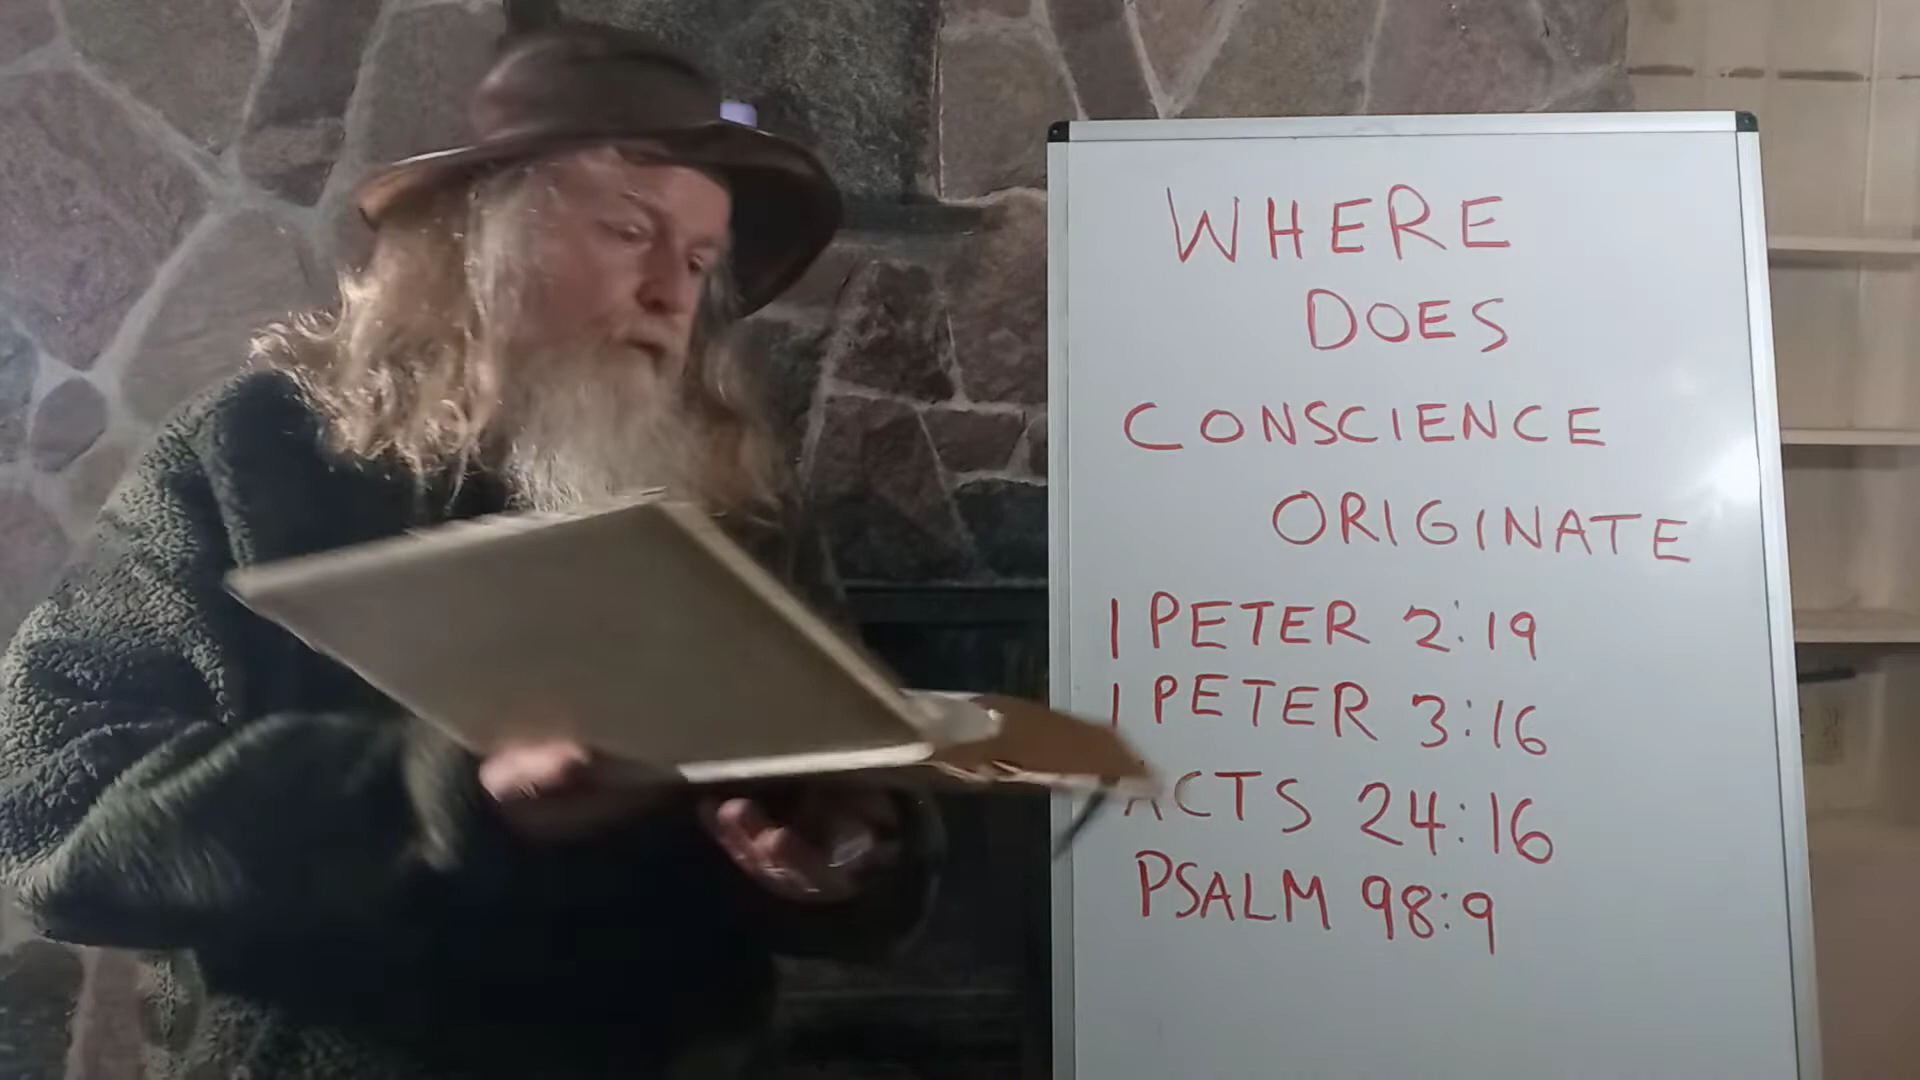 WHERE
DOES
CONSCIENCE
ORIGINATE
1 PETER 2:19
1 PETER 3:16
ACTS 24:16
PSALM 98:9